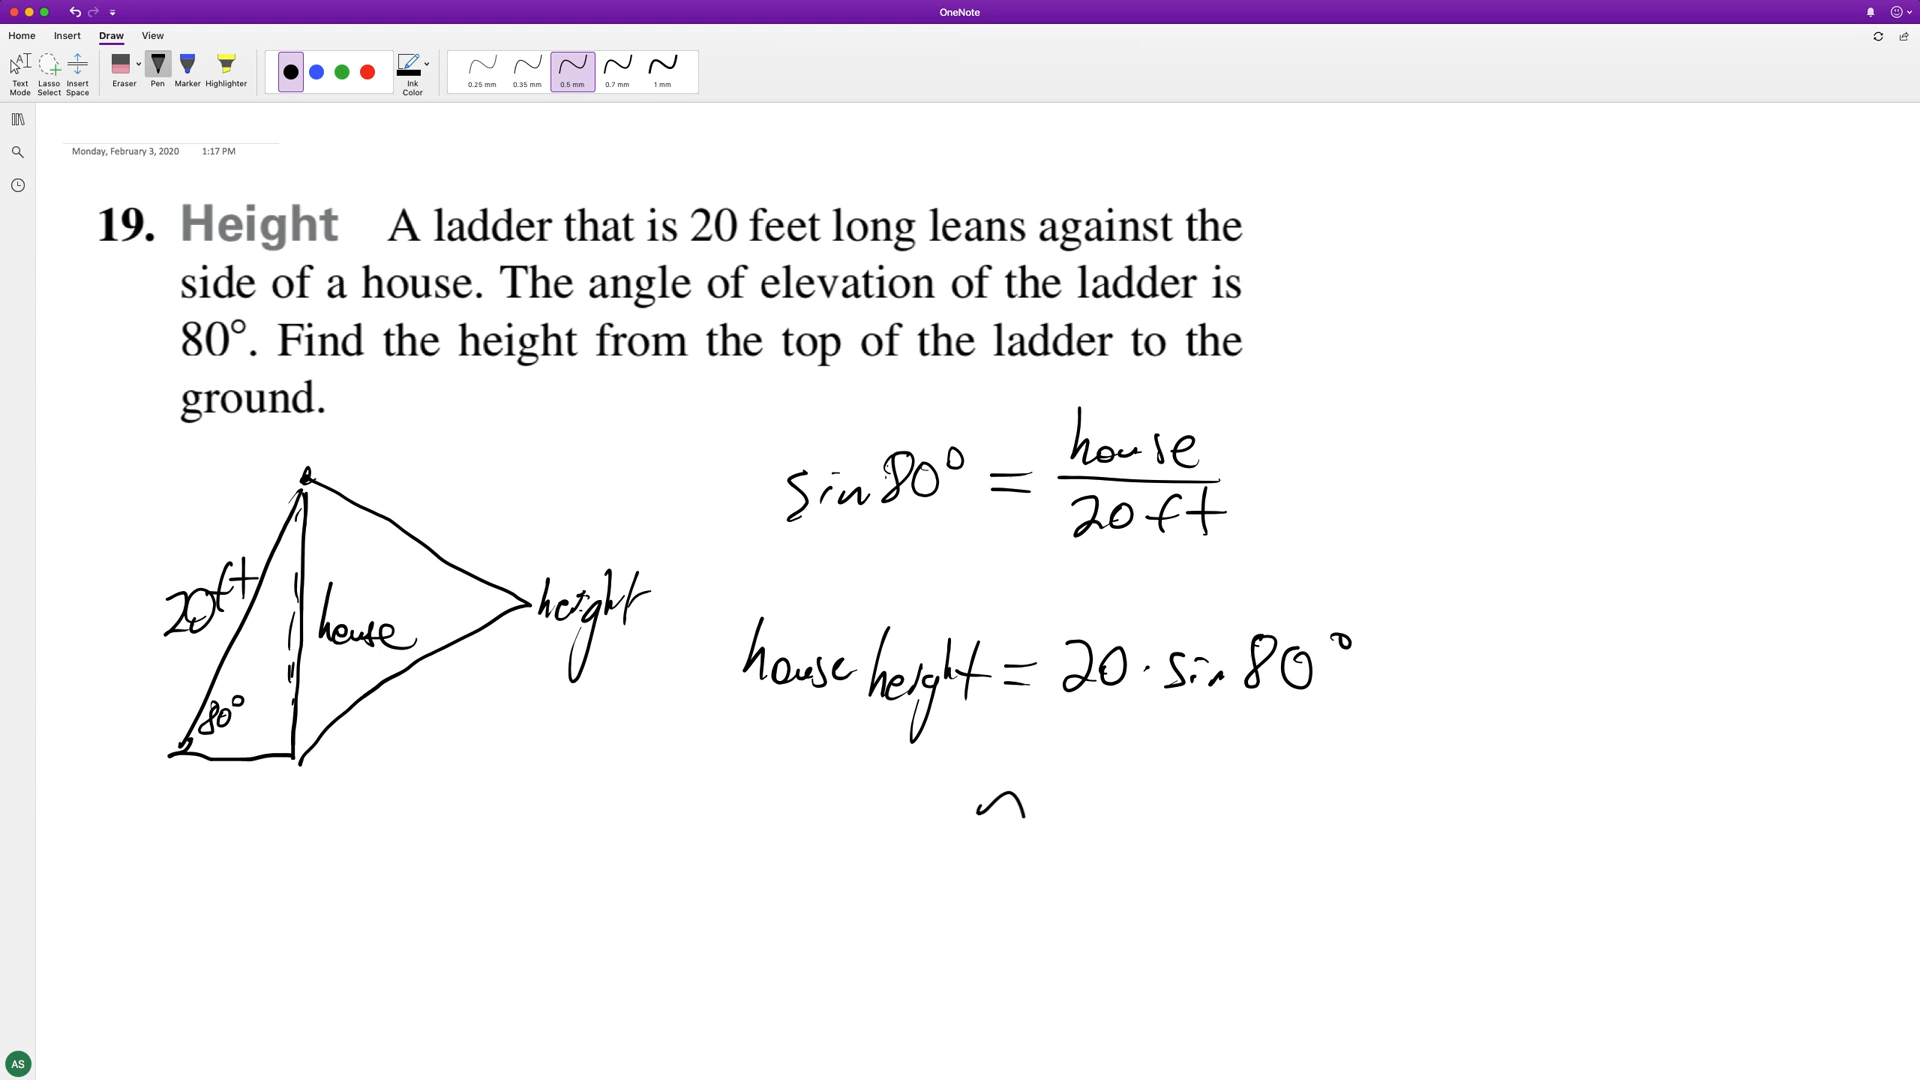 OneNote
Home Insert Draw View
Text Mode
Lasso Select
Insert Space
Eraser
Pen
Marker
Highlighter
Ink Color
0.25 mm
0.35 mm
0.5 mm
0.7 mm
1 mm
Monday, February 3, 2020 1:17 PM
19. Height A ladder that is 20 feet long leans against the
side of a house. The angle of elevation of the ladder is
80°. Find the height from the top of the ladder to the
ground.
sin 80° = house / 20 ft
20 ft
house
height
80°
house height = 20 · sin 80°
AS